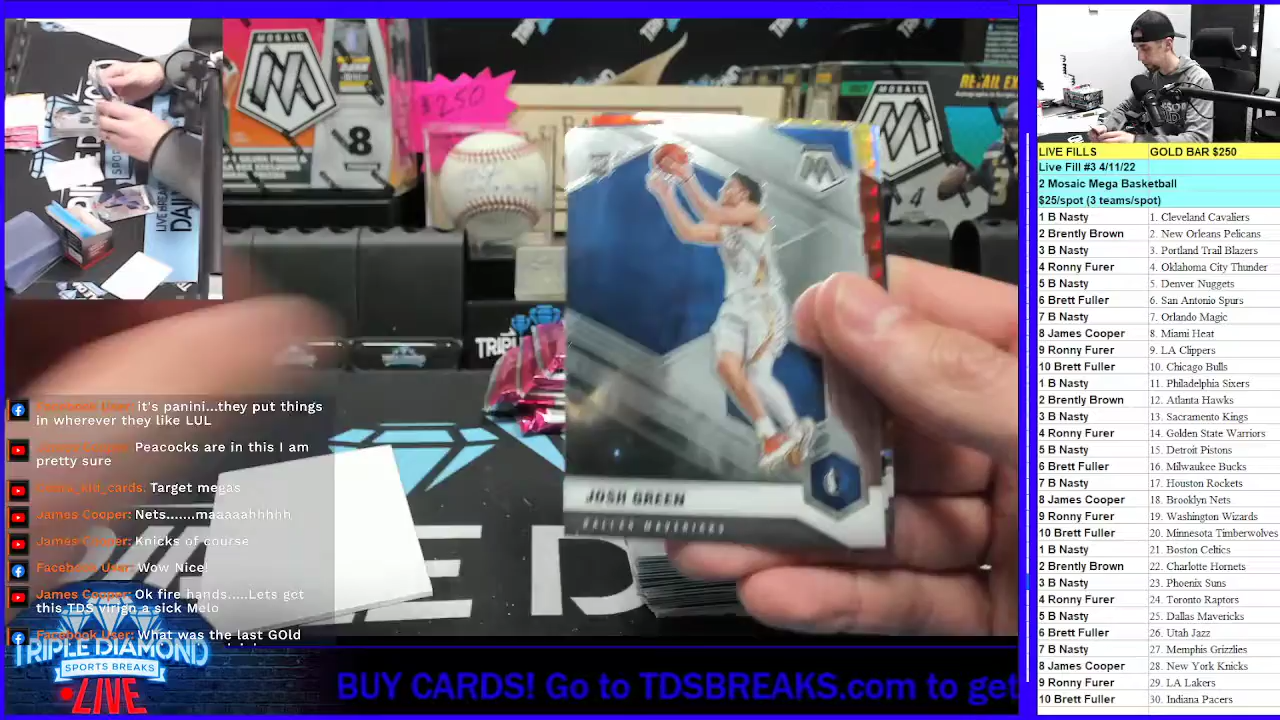 MOSAIC
8
$250
RETAIL EX
4
3
TRIPLE
JOSH GREEN
DALLAS MAVERICKS
it's panini...they put things
in wherever they like LUL
Peacocks are in this I am
pretty sure
Target megas
James Cooper: Nets.......maaaaahhhhh
James Cooper: Knicks of course
Facebook User: Wow Nice!
James Cooper: Ok fire hands.....Lets get
this TDS virign a sick Melo
Facebook User: What was the last GOld
TRIPLE DIAMOND
SPORTS BREAKS
LIVE
BUY CARDS! Go to TDSBREAKS.com to get
LIVE FILLS GOLD BAR $250
Live Fill #3 4/11/22
2 Mosaic Mega Basketball
$25/spot (3 teams/spot)
1 B Nasty 1. Cleveland Cavaliers
2 Brently Brown 2. New Orleans Pelicans
3 B Nasty 3. Portland Trail Blazers
4 Ronny Furer 4. Oklahoma City Thunder
5 B Nasty 5. Denver Nuggets
6 Brett Fuller 6. San Antonio Spurs
7 B Nasty 7. Orlando Magic
8 James Cooper 8. Miami Heat
9 Ronny Furer 9. LA Clippers
10 Brett Fuller 10. Chicago Bulls
1 B Nasty 11. Philadelphia Sixers
2 Brently Brown 12. Atlanta Hawks
3 B Nasty 13. Sacramento Kings
4 Ronny Furer 14. Golden State Warriors
5 B Nasty 15. Detroit Pistons
6 Brett Fuller 16. Milwaukee Bucks
7 B Nasty 17. Houston Rockets
8 James Cooper 18. Brooklyn Nets
9 Ronny Furer 19. Washington Wizards
10 Brett Fuller 20. Minnesota Timberwolves
1 B Nasty 21. Boston Celtics
2 Brently Brown 22. Charlotte Hornets
3 B Nasty 23. Phoenix Suns
4 Ronny Furer 24. Toronto Raptors
5 B Nasty 25. Dallas Mavericks
6 Brett Fuller 26. Utah Jazz
7 B Nasty 27. Memphis Grizzles
8 James Cooper 28. New York Knicks
9 Ronny Furer 29. LA Lakers
10 Brett Fuller 30. Indiana Pacers